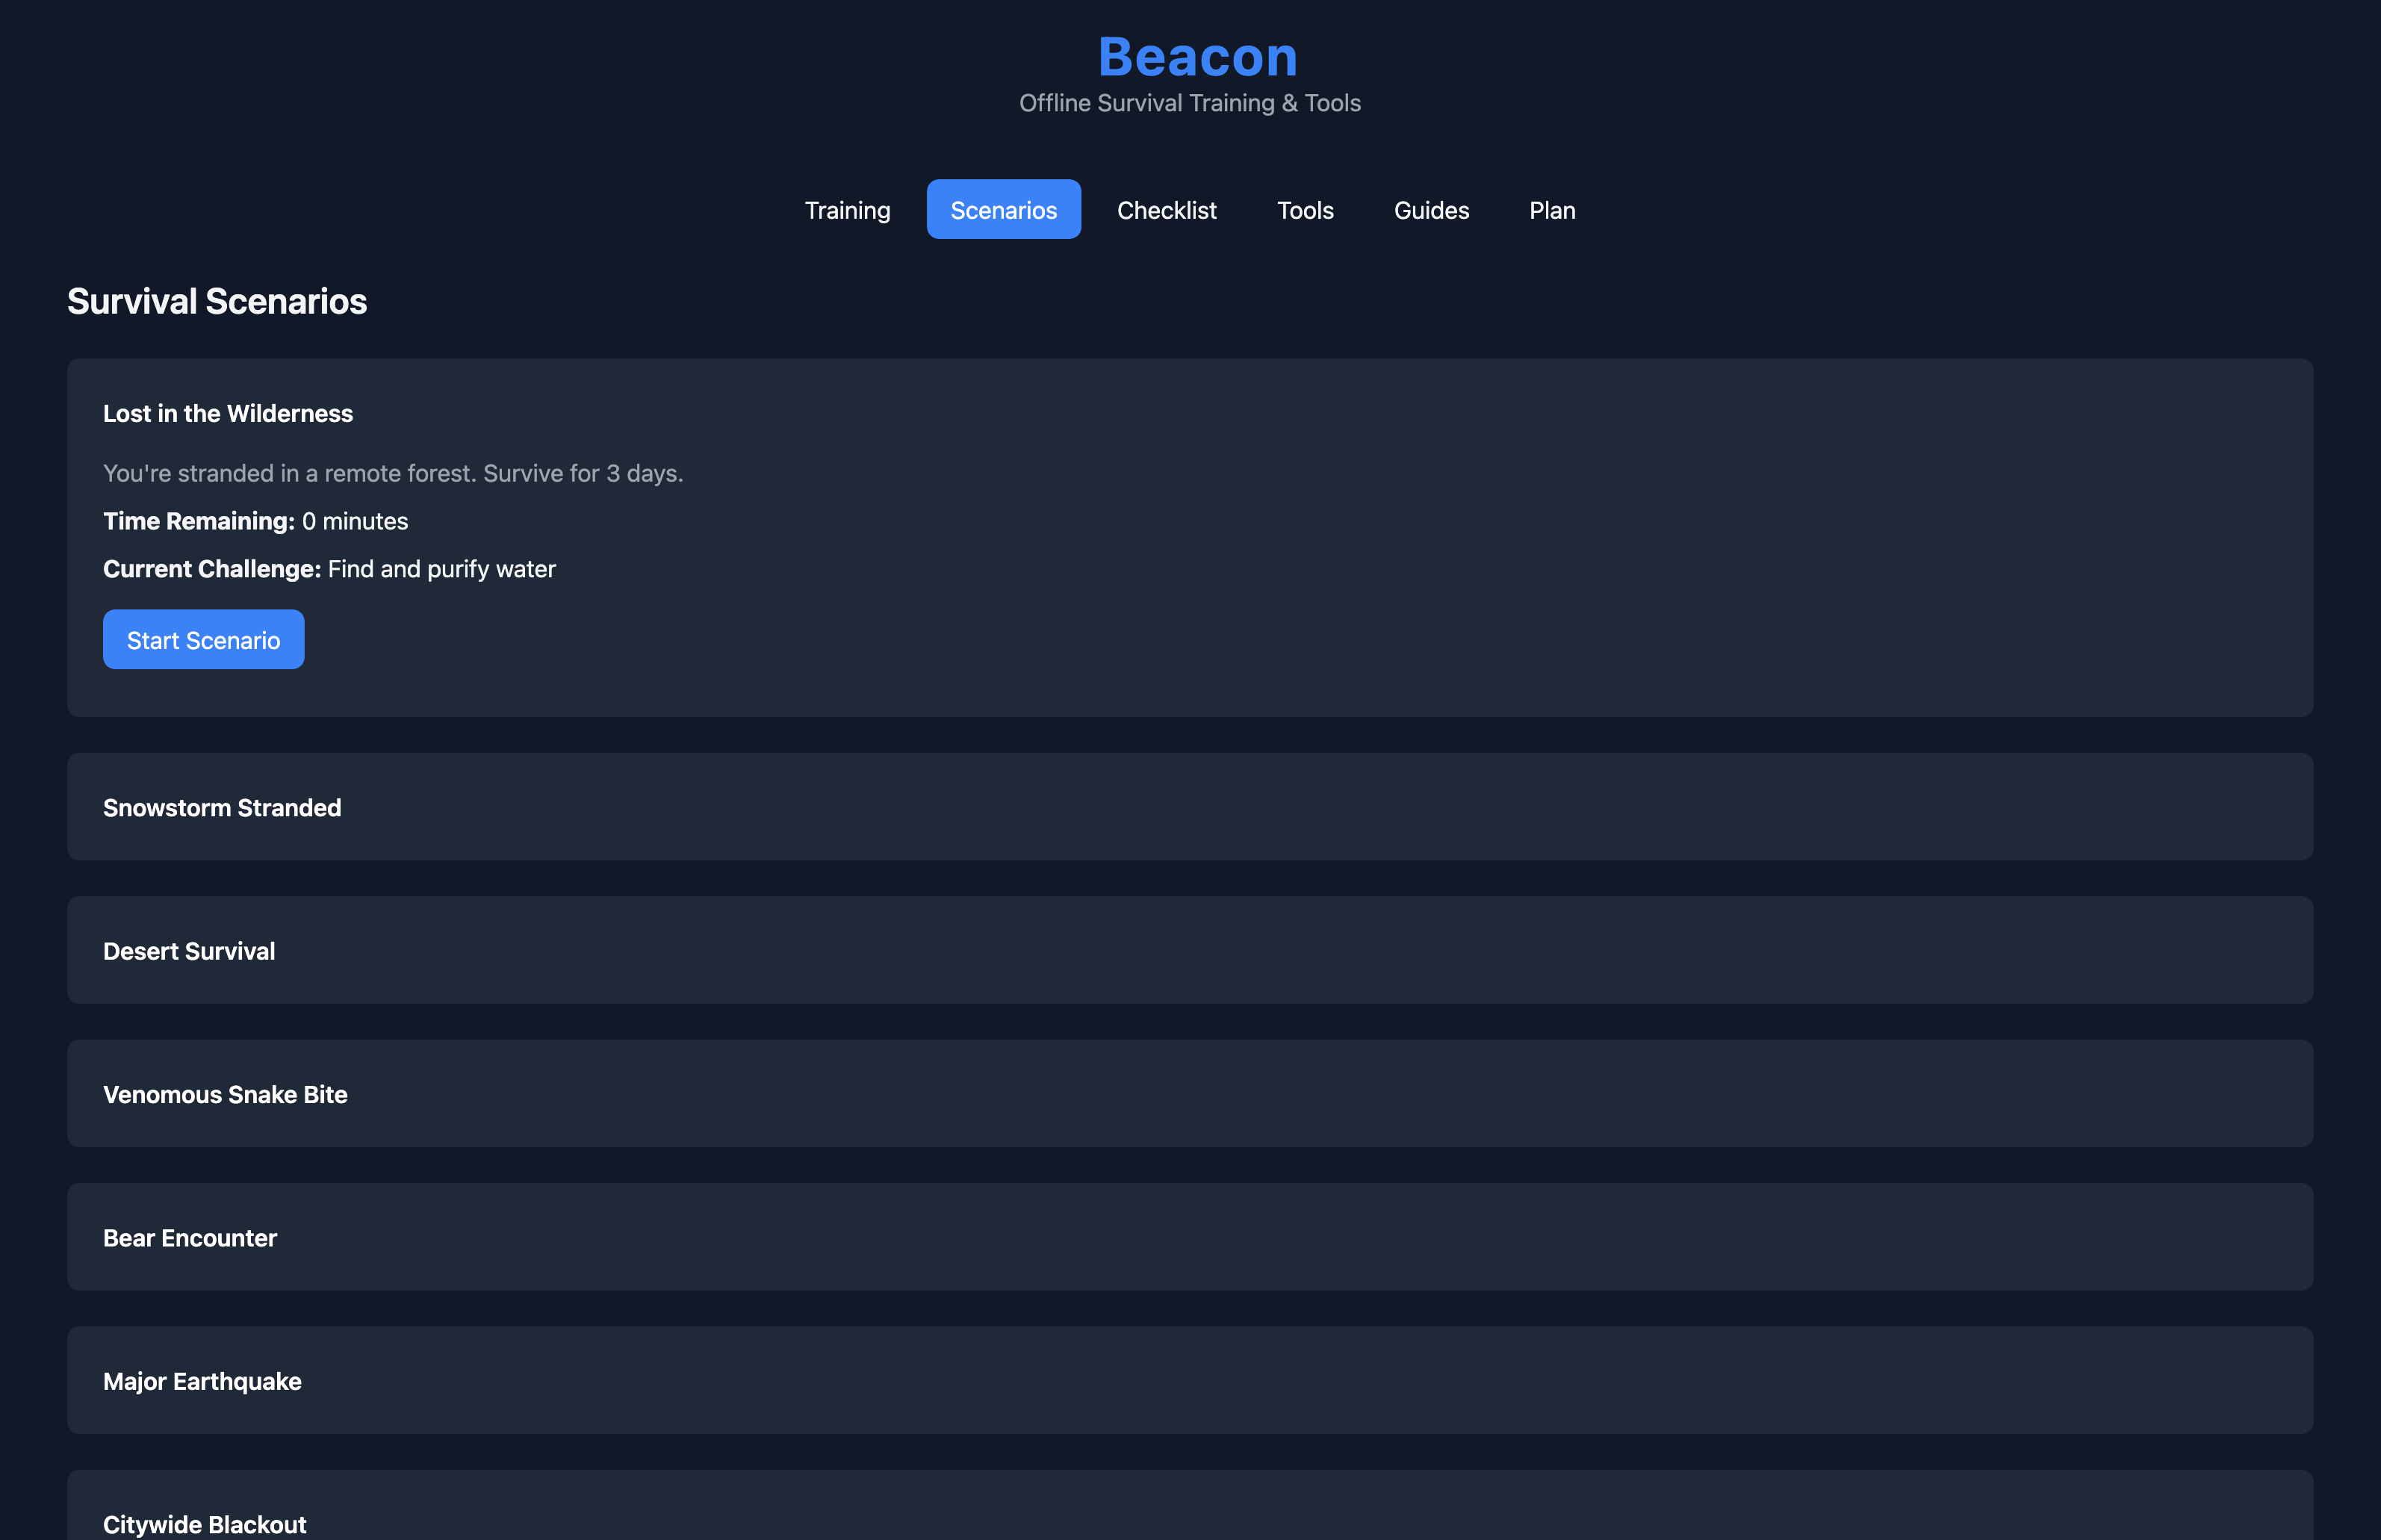 Beacon
Offline Survival Training & Tools
Training Scenarios Checklist Tools Guides Plan
Survival Scenarios
Lost in the Wilderness
You're stranded in a remote forest. Survive for 3 days.
Time Remaining: 0 minutes
Current Challenge: Find and purify water
Start Scenario
Snowstorm Stranded
Desert Survival
Venomous Snake Bite
Bear Encounter
Major Earthquake
Citywide Blackout